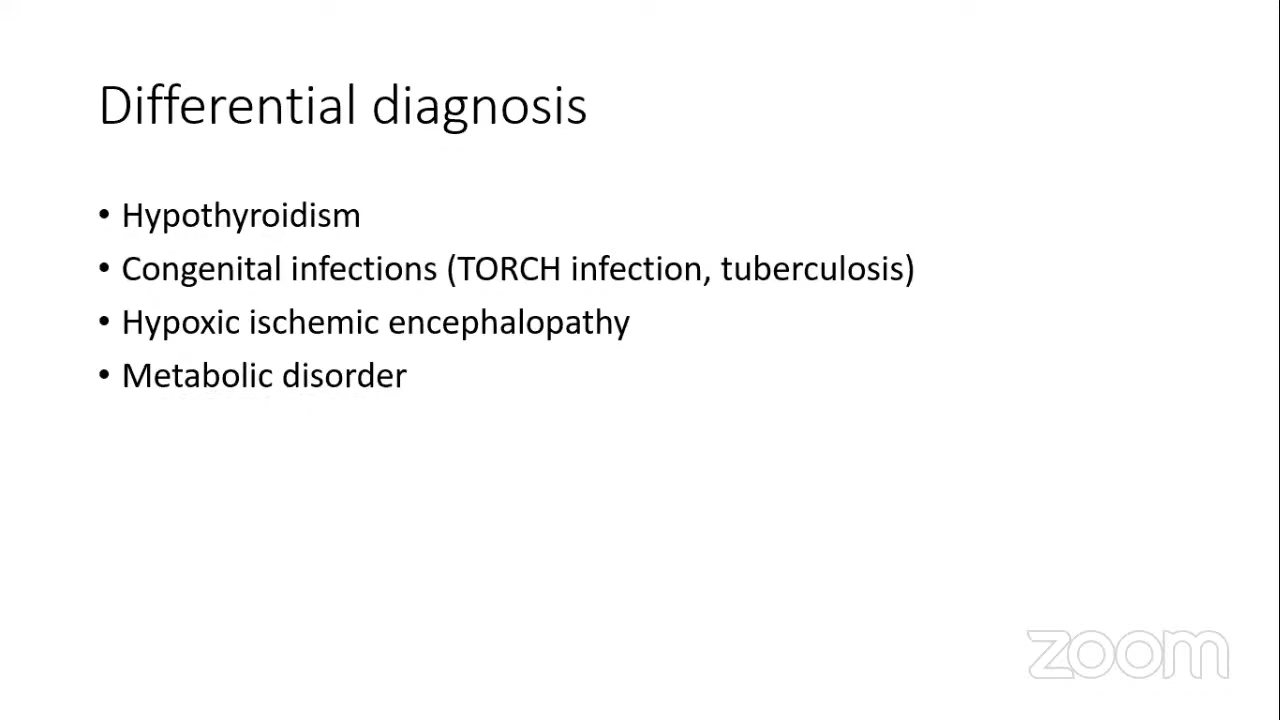 Differential diagnosis
• Hypothyroidism
• Congenital infections (TORCH infection, tuberculosis)
• Hypoxic ischemic encephalopathy
• Metabolic disorder
zoom